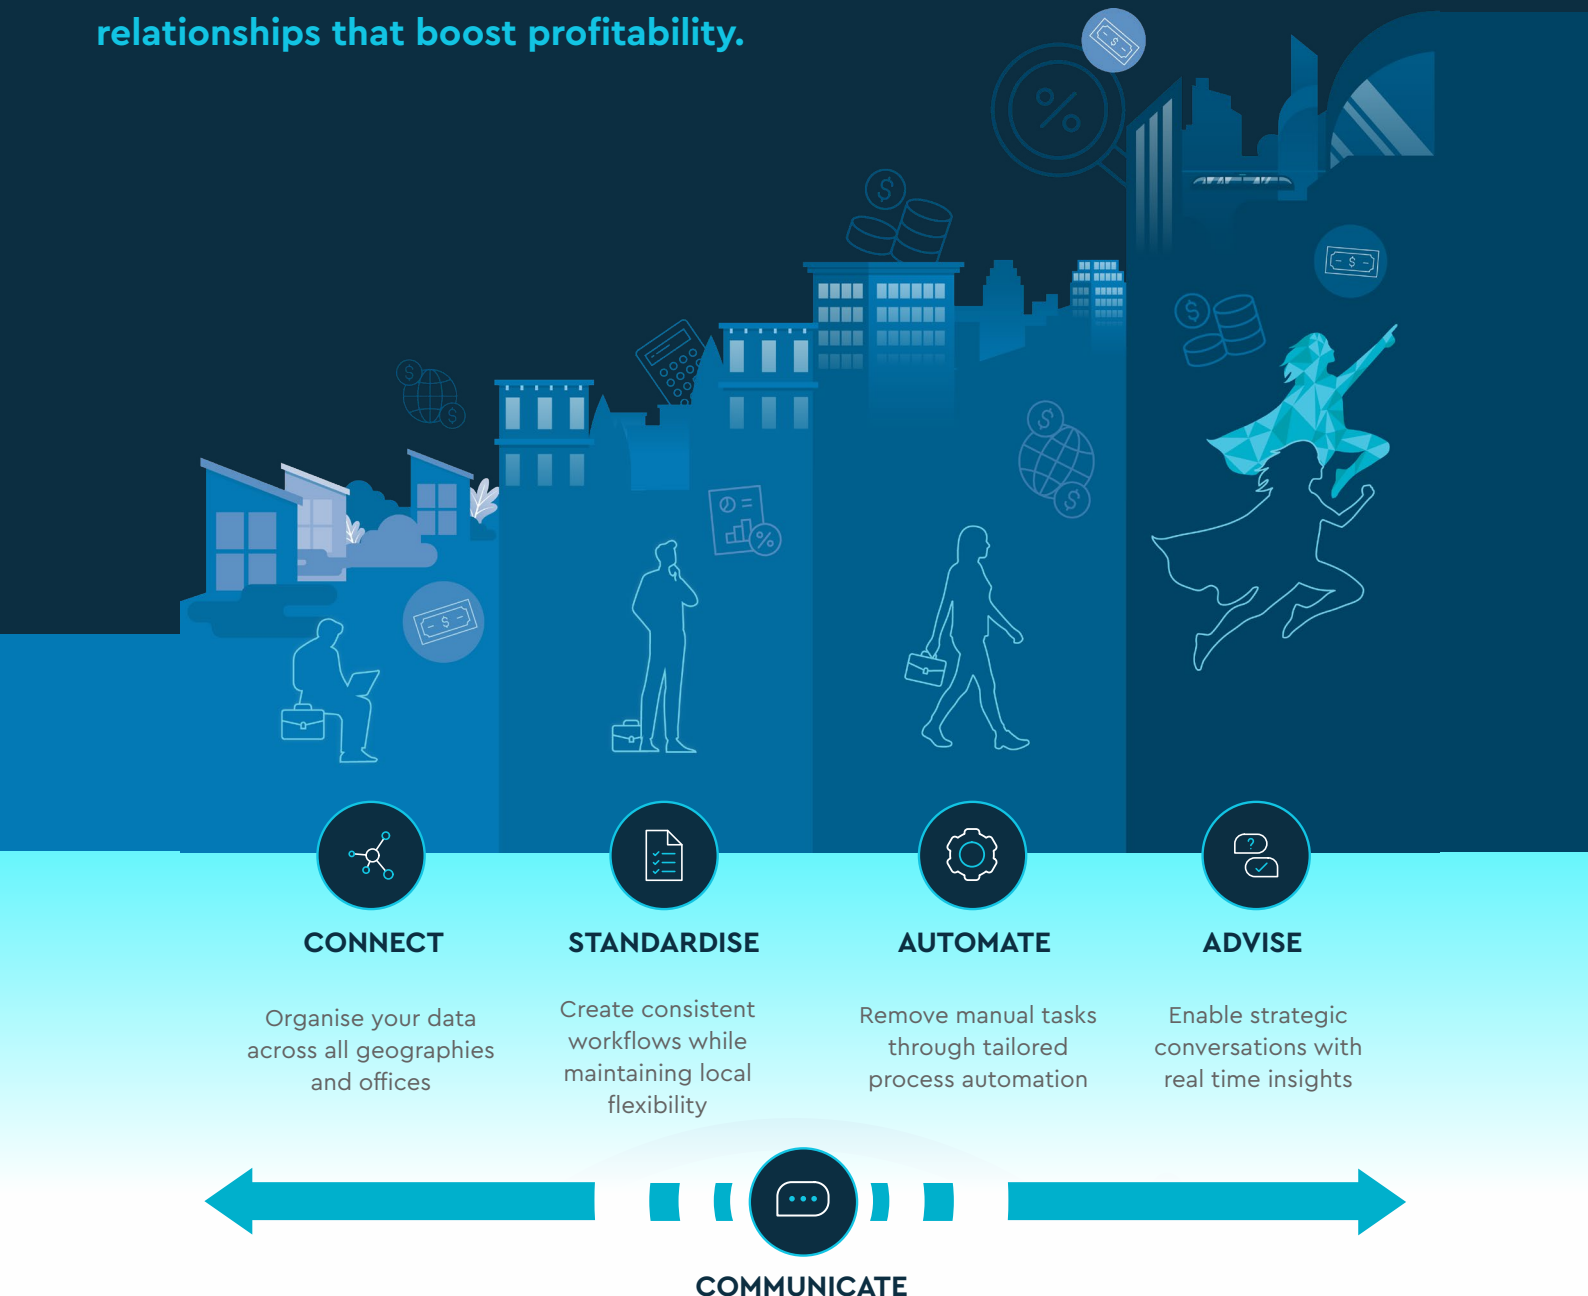 relationships that boost profitability.
CONNECT
Organise your data
across all geographies
and offices
STANDARDISE
Create consistent
workflows while
maintaining local
flexibility
AUTOMATE
Remove manual tasks
through tailored
process automation
ADVISE
Enable strategic
conversations with
real time insights
COMMUNICATE